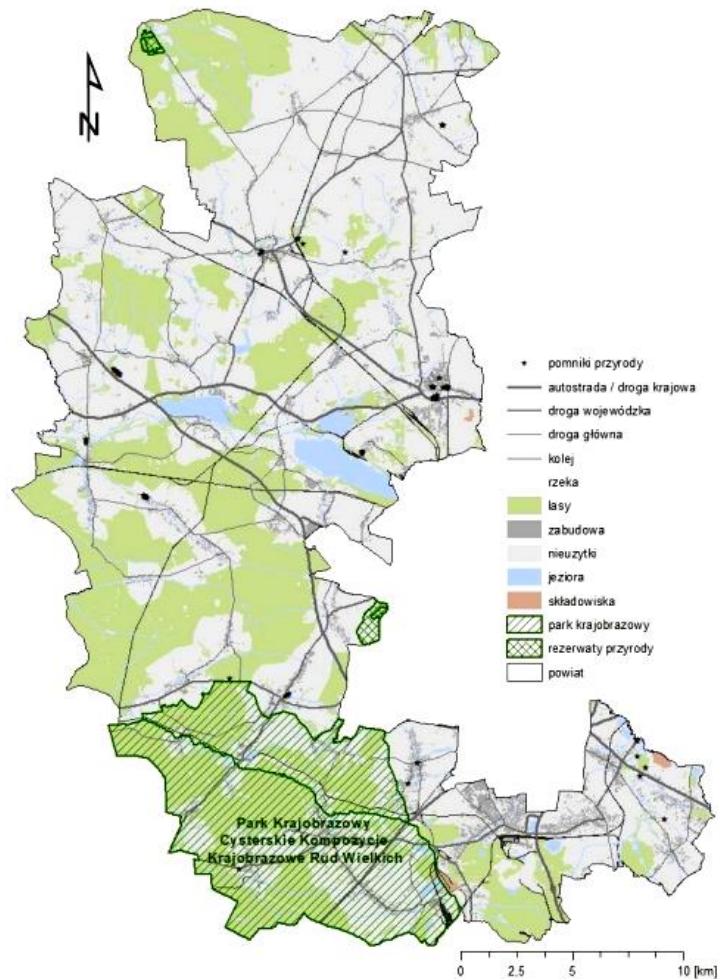 N
pomniki przyrody
autostrada / droga krajowa
droga wojewódzka
droga główna
kolej
rzeka
lasy
zabudowa
nieużytki
jeziora
składowiska
park krajobrazowy
rezerwaty przyrody
powiat
Park Krajobrazowy
Cysterskie Kompozycje
Krajobrazowe Rud Wielkich
0 2,5 5 10 [km]